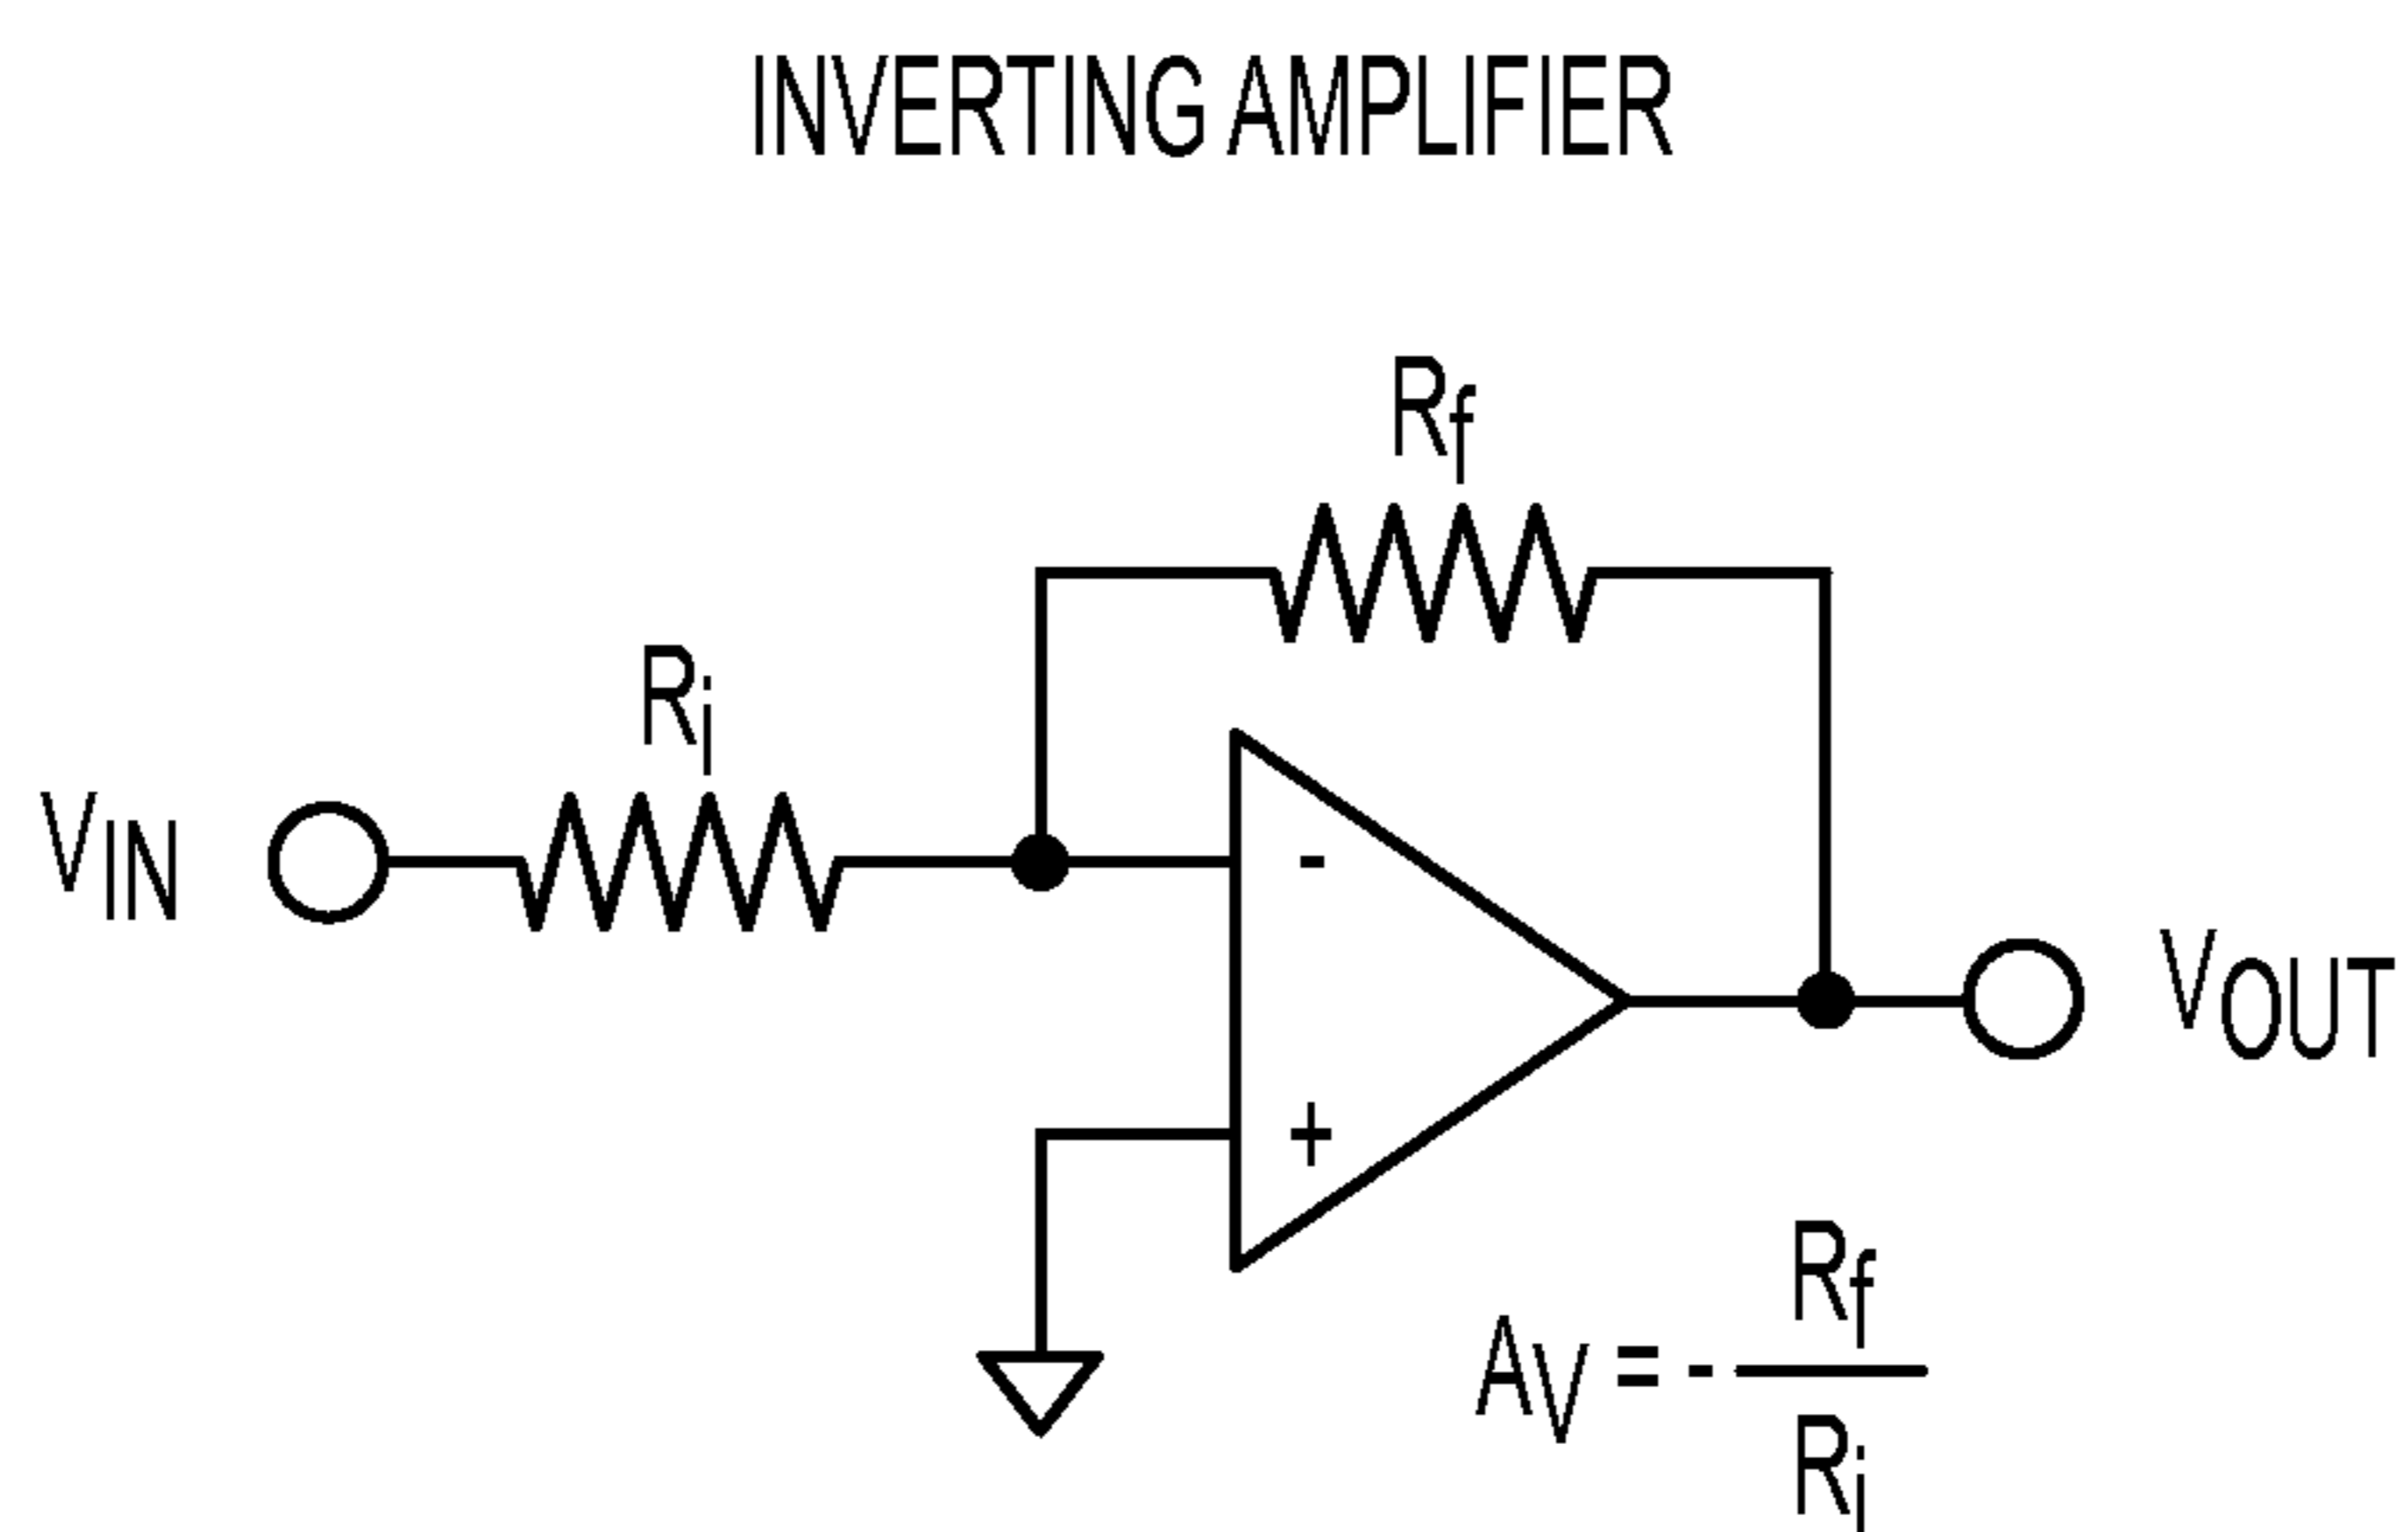 INVERTING AMPLIFIER
Rf
Ri
VIN
-
VOUT
+
AV = - Rf
Ri